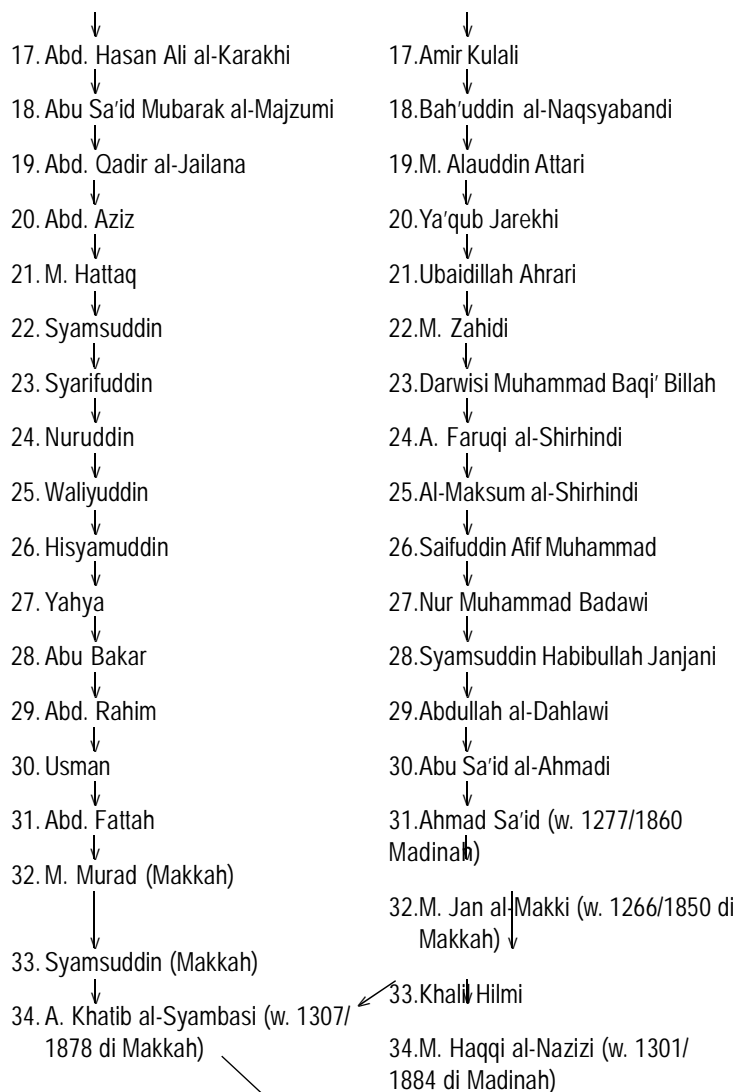 17. Abd. Hasan Ali al-Karakhi
18. Abu Sa'id Mubarak al-Majzumi
19. Abd. Qadir al-Jailana
20. Abd. Aziz
21. M. Hattaq
22. Syamsuddin
23. Syarifuddin
24. Nuruddin
25. Waliyuddin
26. Hisyamuddin
27. Yahya
28. Abu Bakar
29. Abd. Rahim
30. Usman
31. Abd. Fattah
32. M. Murad (Makkah)
33. Syamsuddin (Makkah)
34. A. Khatib al-Syambasi (w. 1307/
1878 di Makkah)
17.Amir Kulali
18.Bah'uddin al-Naqsyabandi
19.M. Alauddin Attari
20.Ya'qub Jarekhi
21.Ubaidillah Ahrari
22.M. Zahidi
23.Darwisi Muhammad Baqi' Billah
24.A. Faruqi al-Shirhindi
25.Al-Maksum al-Shirhindi
26.Saifuddin Afif Muhammad
27.Nur Muhammad Badawi
28.Syamsuddin Habibullah Janjani
29.Abdullah al-Dahlawi
30.Abu Sa'id al-Ahmadi
31.Ahmad Sa'id (w. 1277/1860
Madinah)
32.M. Jan al-Makki (w. 1266/1850 di
Makkah)
33.Khalil Hilmi
34.M. Haqqi al-Nazizi (w. 1301/
1884 di Madinah)